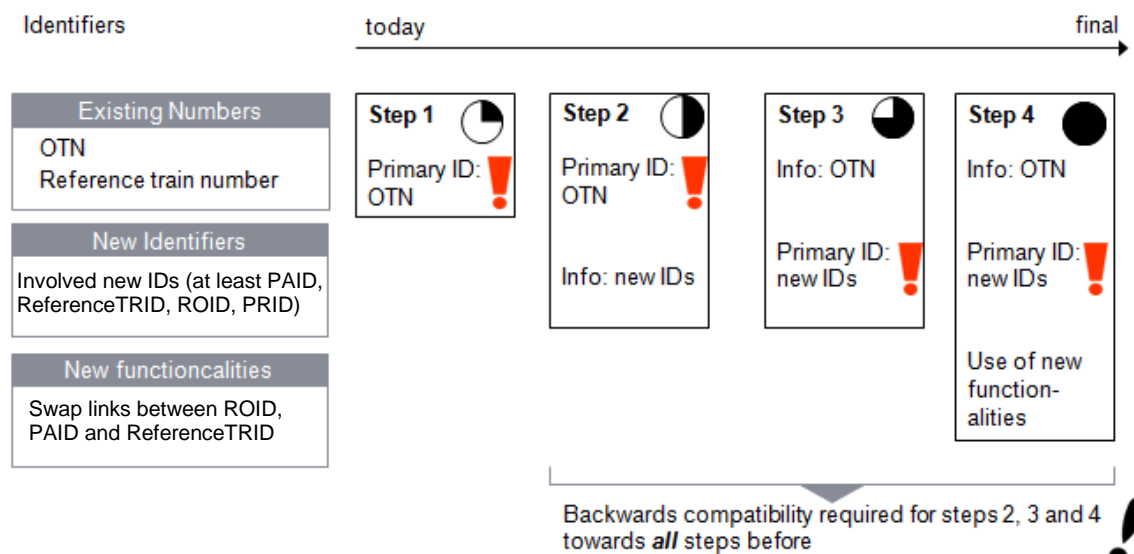 Identifiers
today
final
Existing Numbers
OTN
Reference train number
New Identifiers
Involved new IDs (at least PAID,
ReferenceTRID, ROID, PRID)
New functioncalities
Swap links between ROID,
PAID and ReferenceTRID
Step 1
Primary ID:
OTN
Step 2
Primary ID:
OTN
Info: new IDs
Step 3
Info: OTN
Primary ID:
new IDs
Step 4
Info: OTN
Primary ID:
new IDs
Use of new
function-
alities
Backwards compatibility required for steps 2, 3 and 4
towards all steps before